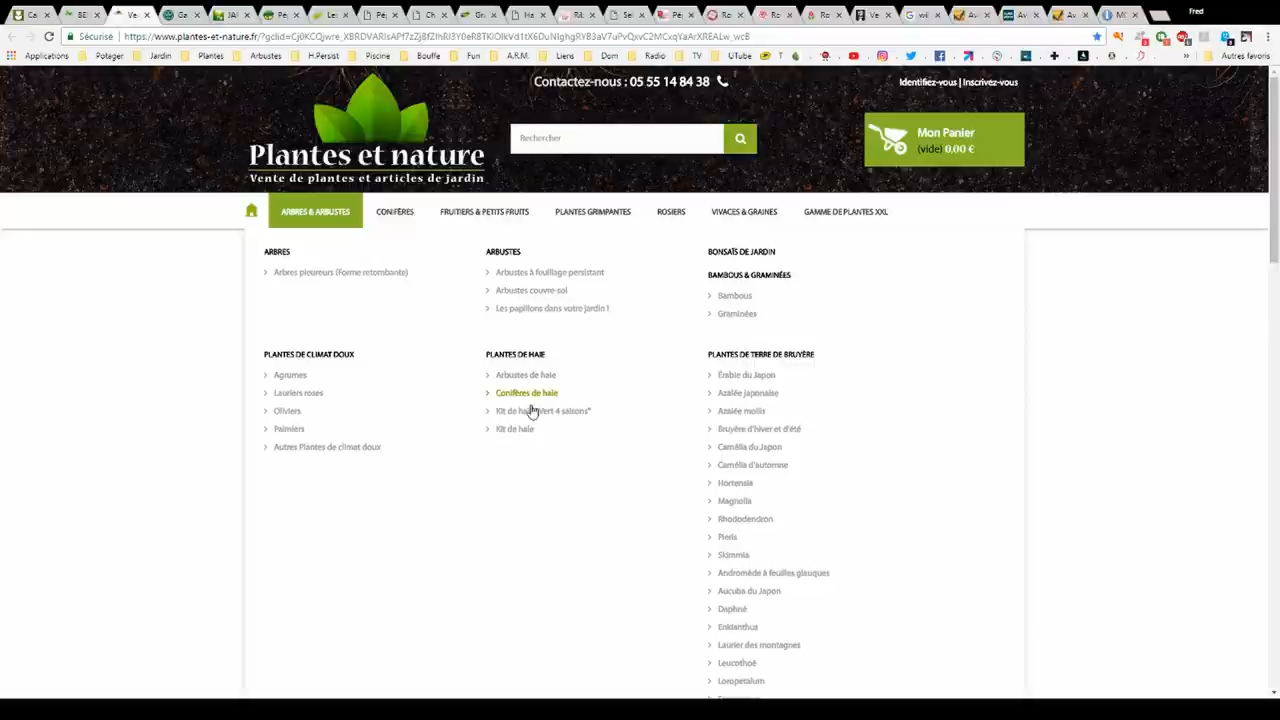 Fred
Sécurisé
https://www.plantes-et-nature.fr/
Applications Potager Jardin Plantes Arbustes H.Persist Piscine Bouffe Fun A.R.M. Liens Dom Radio TV UTube Autres favoris
Contactez-nous : 05 55 14 84 38
Identifiez-vous | Inscrivez-vous
Rechercher
Mon Panier
(vide) 0,00 €
Plantes et nature
Vente de plantes et articles de jardin
ARBRES & ARBUSTES CONIFÈRES FRUITIERS & PETITS FRUITS PLANTES GRIMPANTES ROSIERS VIVACES & GRAINES GAMME DE PLANTES XXL
ARBRES
Arbres pleureurs (Forme retombante)
ARBUSTES
Arbustes à feuillage persistant
Arbustes couvre-sol
Les papillons dans votre jardin !
BONSAÏS DE JARDIN
BAMBOUS & GRAMINÉES
Bambous
Graminées
PLANTES DE CLIMAT DOUX
Agrumes
Lauriers roses
Oliviers
Palmiers
Autres Plantes de climat doux
PLANTES DE HAIE
Arbustes de haie
Conifères de haie
Kit de 4 saisons"
Kit de haie
PLANTES DE TERRE DE BRUYÈRE
Érable du Japon
Azalée japonaise
Azalée mollis
Bruyère d'hiver et d'été
Camélia du Japon
Camélia d'automne
Hortensia
Magnolia
Rhododendron
Pieris
Skimmia
Andromède à feuilles glauques
Aucuba du Japon
Daphné
Enkianthus
Laurier des montagnes
Leucothoé
Loropetalum